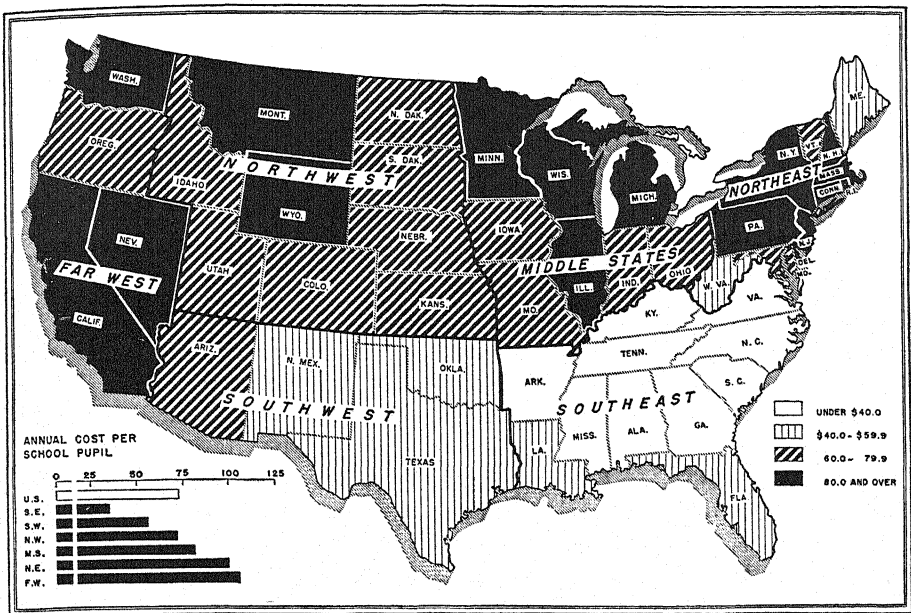 WASH.
MONT.
N. DAK.
MINN.
ME.
OREG.
IDAHO
NORTHWEST
S. DAK.
WIS.
MICH.
N.Y.
VT.
N.H.
MASS.
CONN.
R.I.
NORTHEAST
WYO.
NEBR.
IOWA
PA.
N.J.
NEV.
FAR WEST
UTAH
COLO.
KANS.
MIDDLE STATES
MO.
ILL.
IND.
OHIO
W. VA.
DEL.
MD.
VA.
KY.
CALIF.
ARIZ.
N. MEX.
OKLA.
ARK.
TENN.
N. C.
S. C.
SOUTHWEST
SOUTHEAST
TEXAS
LA.
MISS.
ALA.
GA.
FLA
UNDER $40.0
$40.0 - $59.9
60.0 - 79.9
80.0 AND OVER
ANNUAL COST PER
SCHOOL PUPIL
0 25 50 75 100 125
U.S.
S.E.
S.W.
N.W.
M.S.
N.E.
F.W.